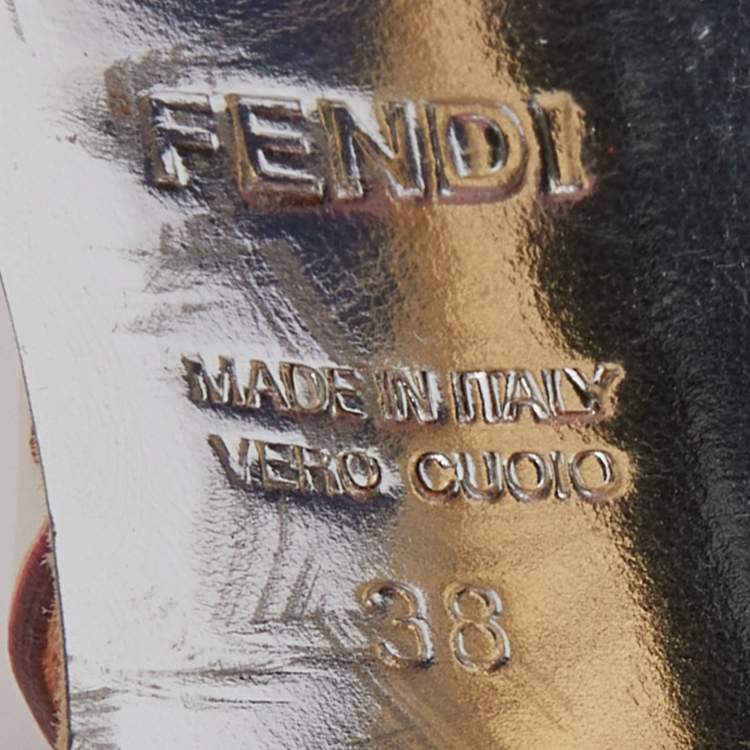 FENDI
MADE IN ITALY
VERO CUOIO
38